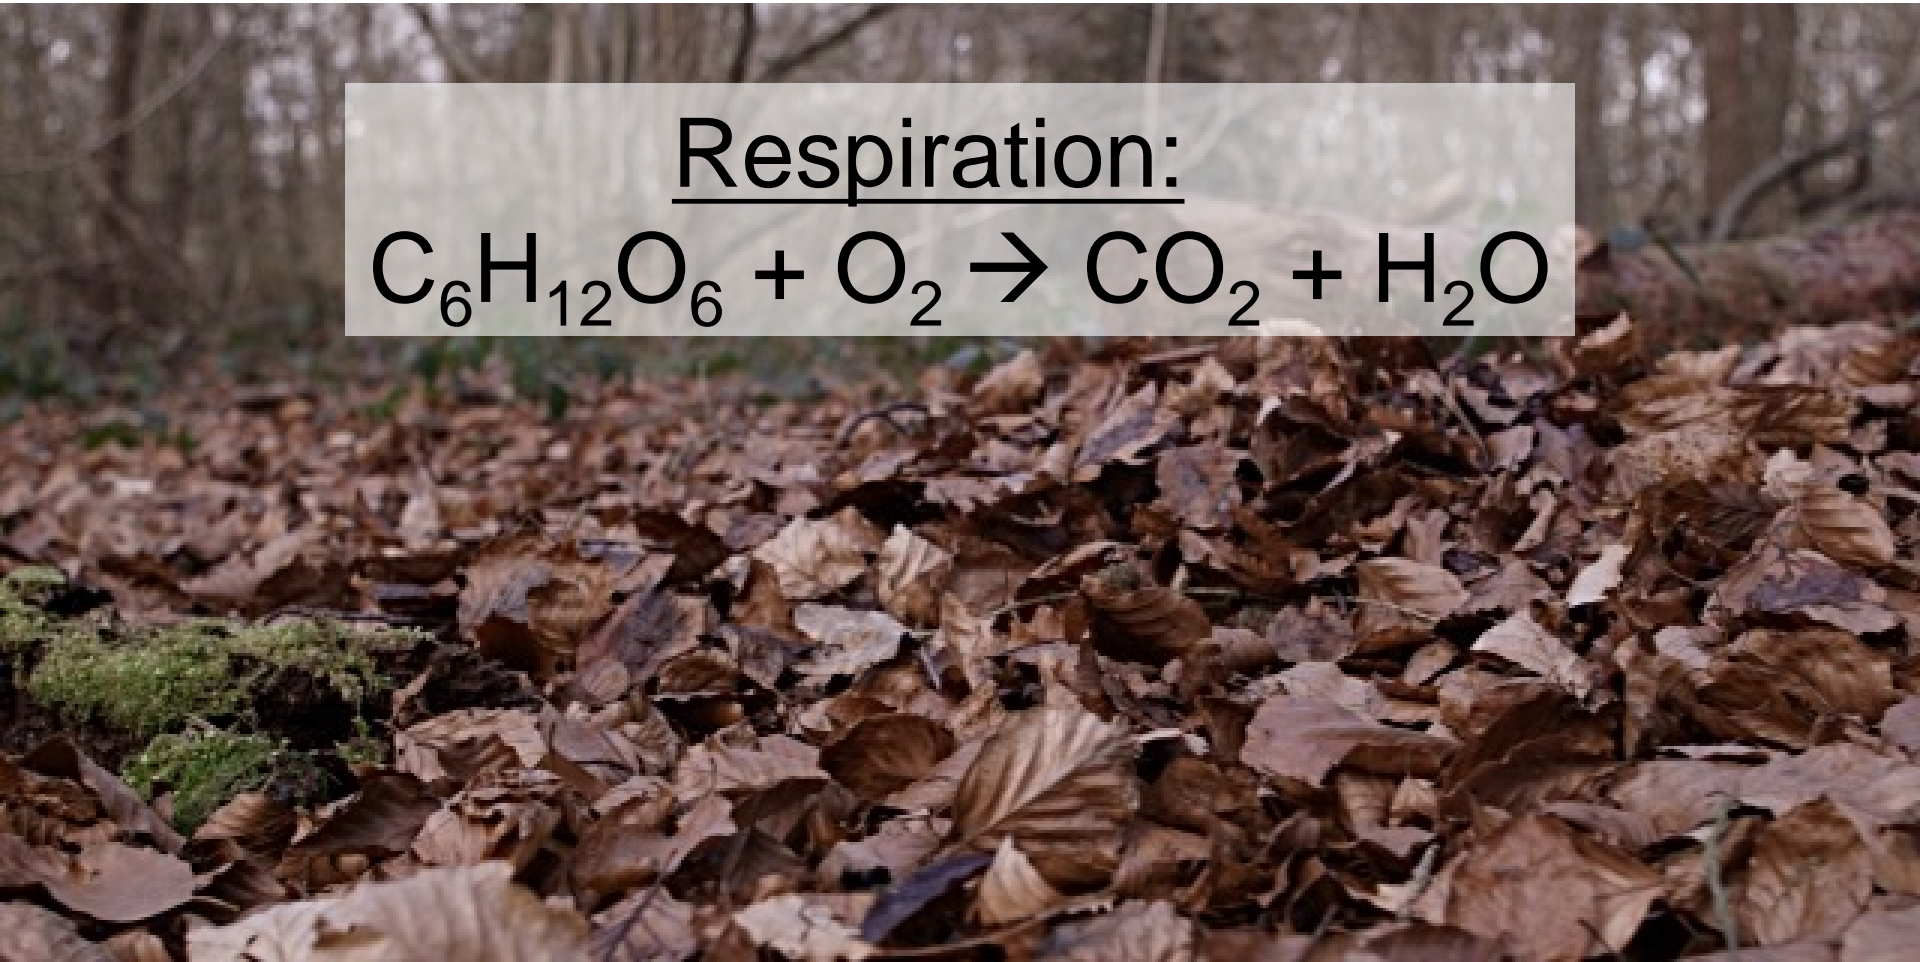 Respiration:
C₆H₁₂O₆ + O₂ → CO₂ + H₂O